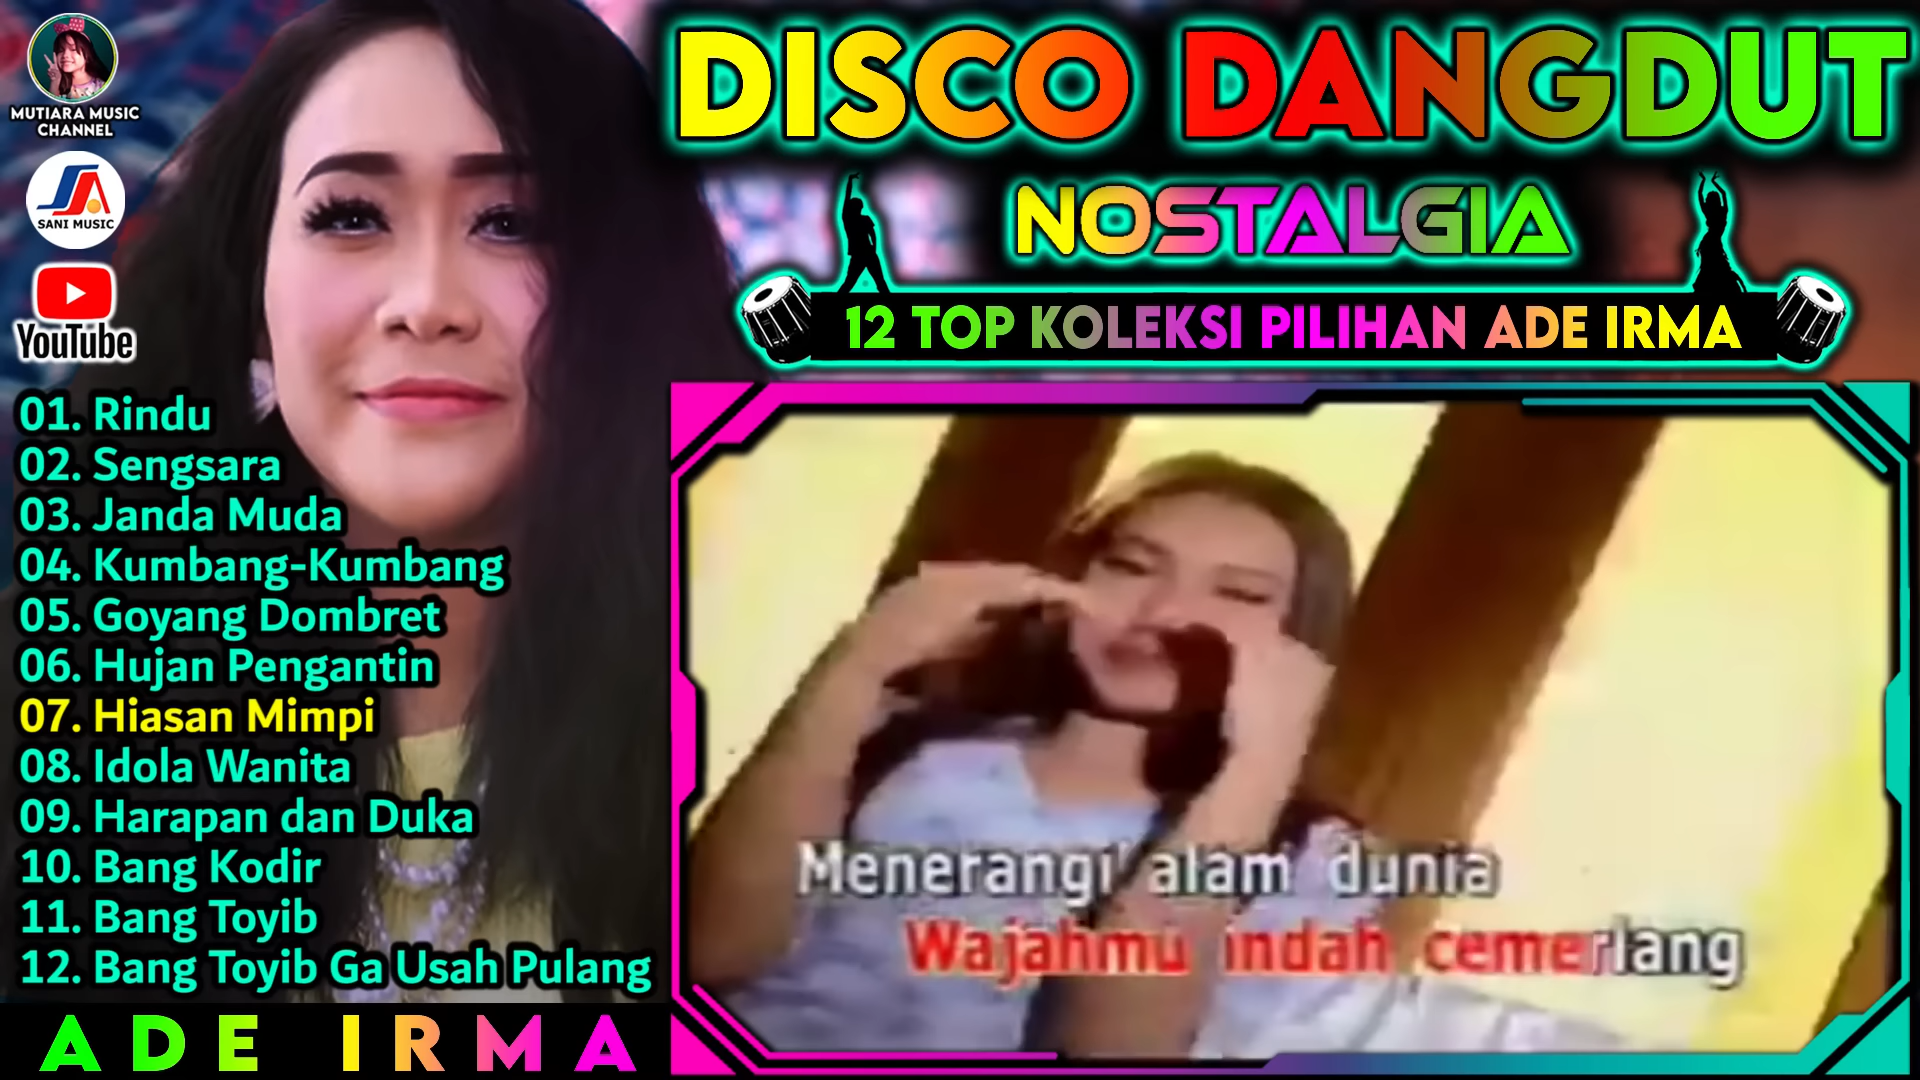 MUTIARA MUSIC
CHANNEL
SANI MUSIC
YouTube
DISCO DANGDUT
NOSTALGIA
12 TOP KOLEKSI PILIHAN ADE IRMA
01. Rindu
02. Sengsara
03. Janda Muda
04. Kumbang-Kumbang
05. Goyang Dombret
06. Hujan Pengantin
07. Hiasan Mimpi
08. Idola Wanita
09. Harapan dan Duka
10. Bang Kodir
11. Bang Toyib
12. Bang Toyib Ga Usah Pulang
ADE IRMA
Menerangi alam dunia
Wajahmu indah cemerlang